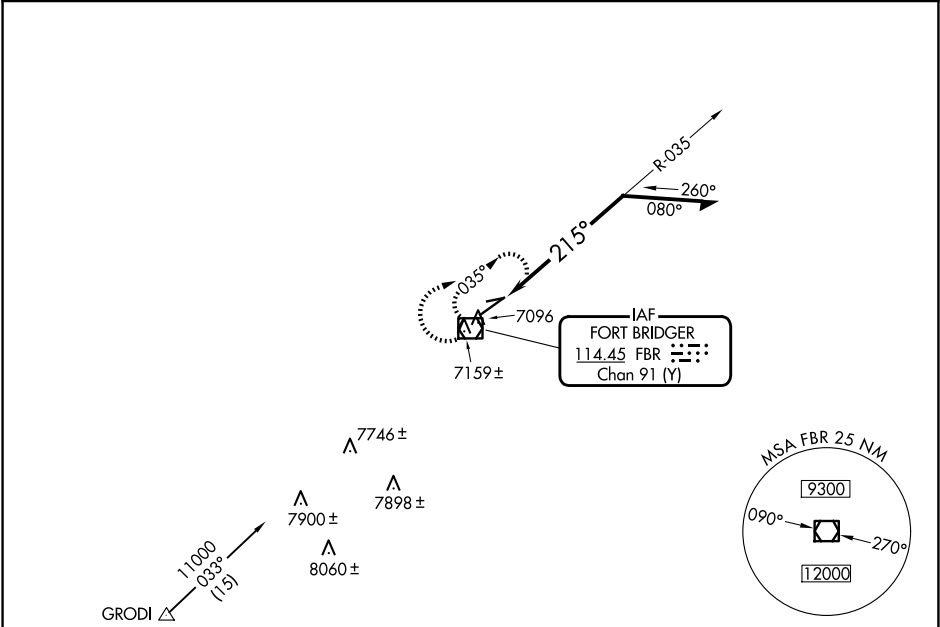 R-035
260°
080°
215°
035°
7096
7159±
IAF
FORT BRIDGER
114.45 FBR
Chan 91 (Y)
7746±
7898±
7900±
8060±
11000
033°
(15)
GRODI
MSA FBR 25 NM
9300
090°
270°
12000